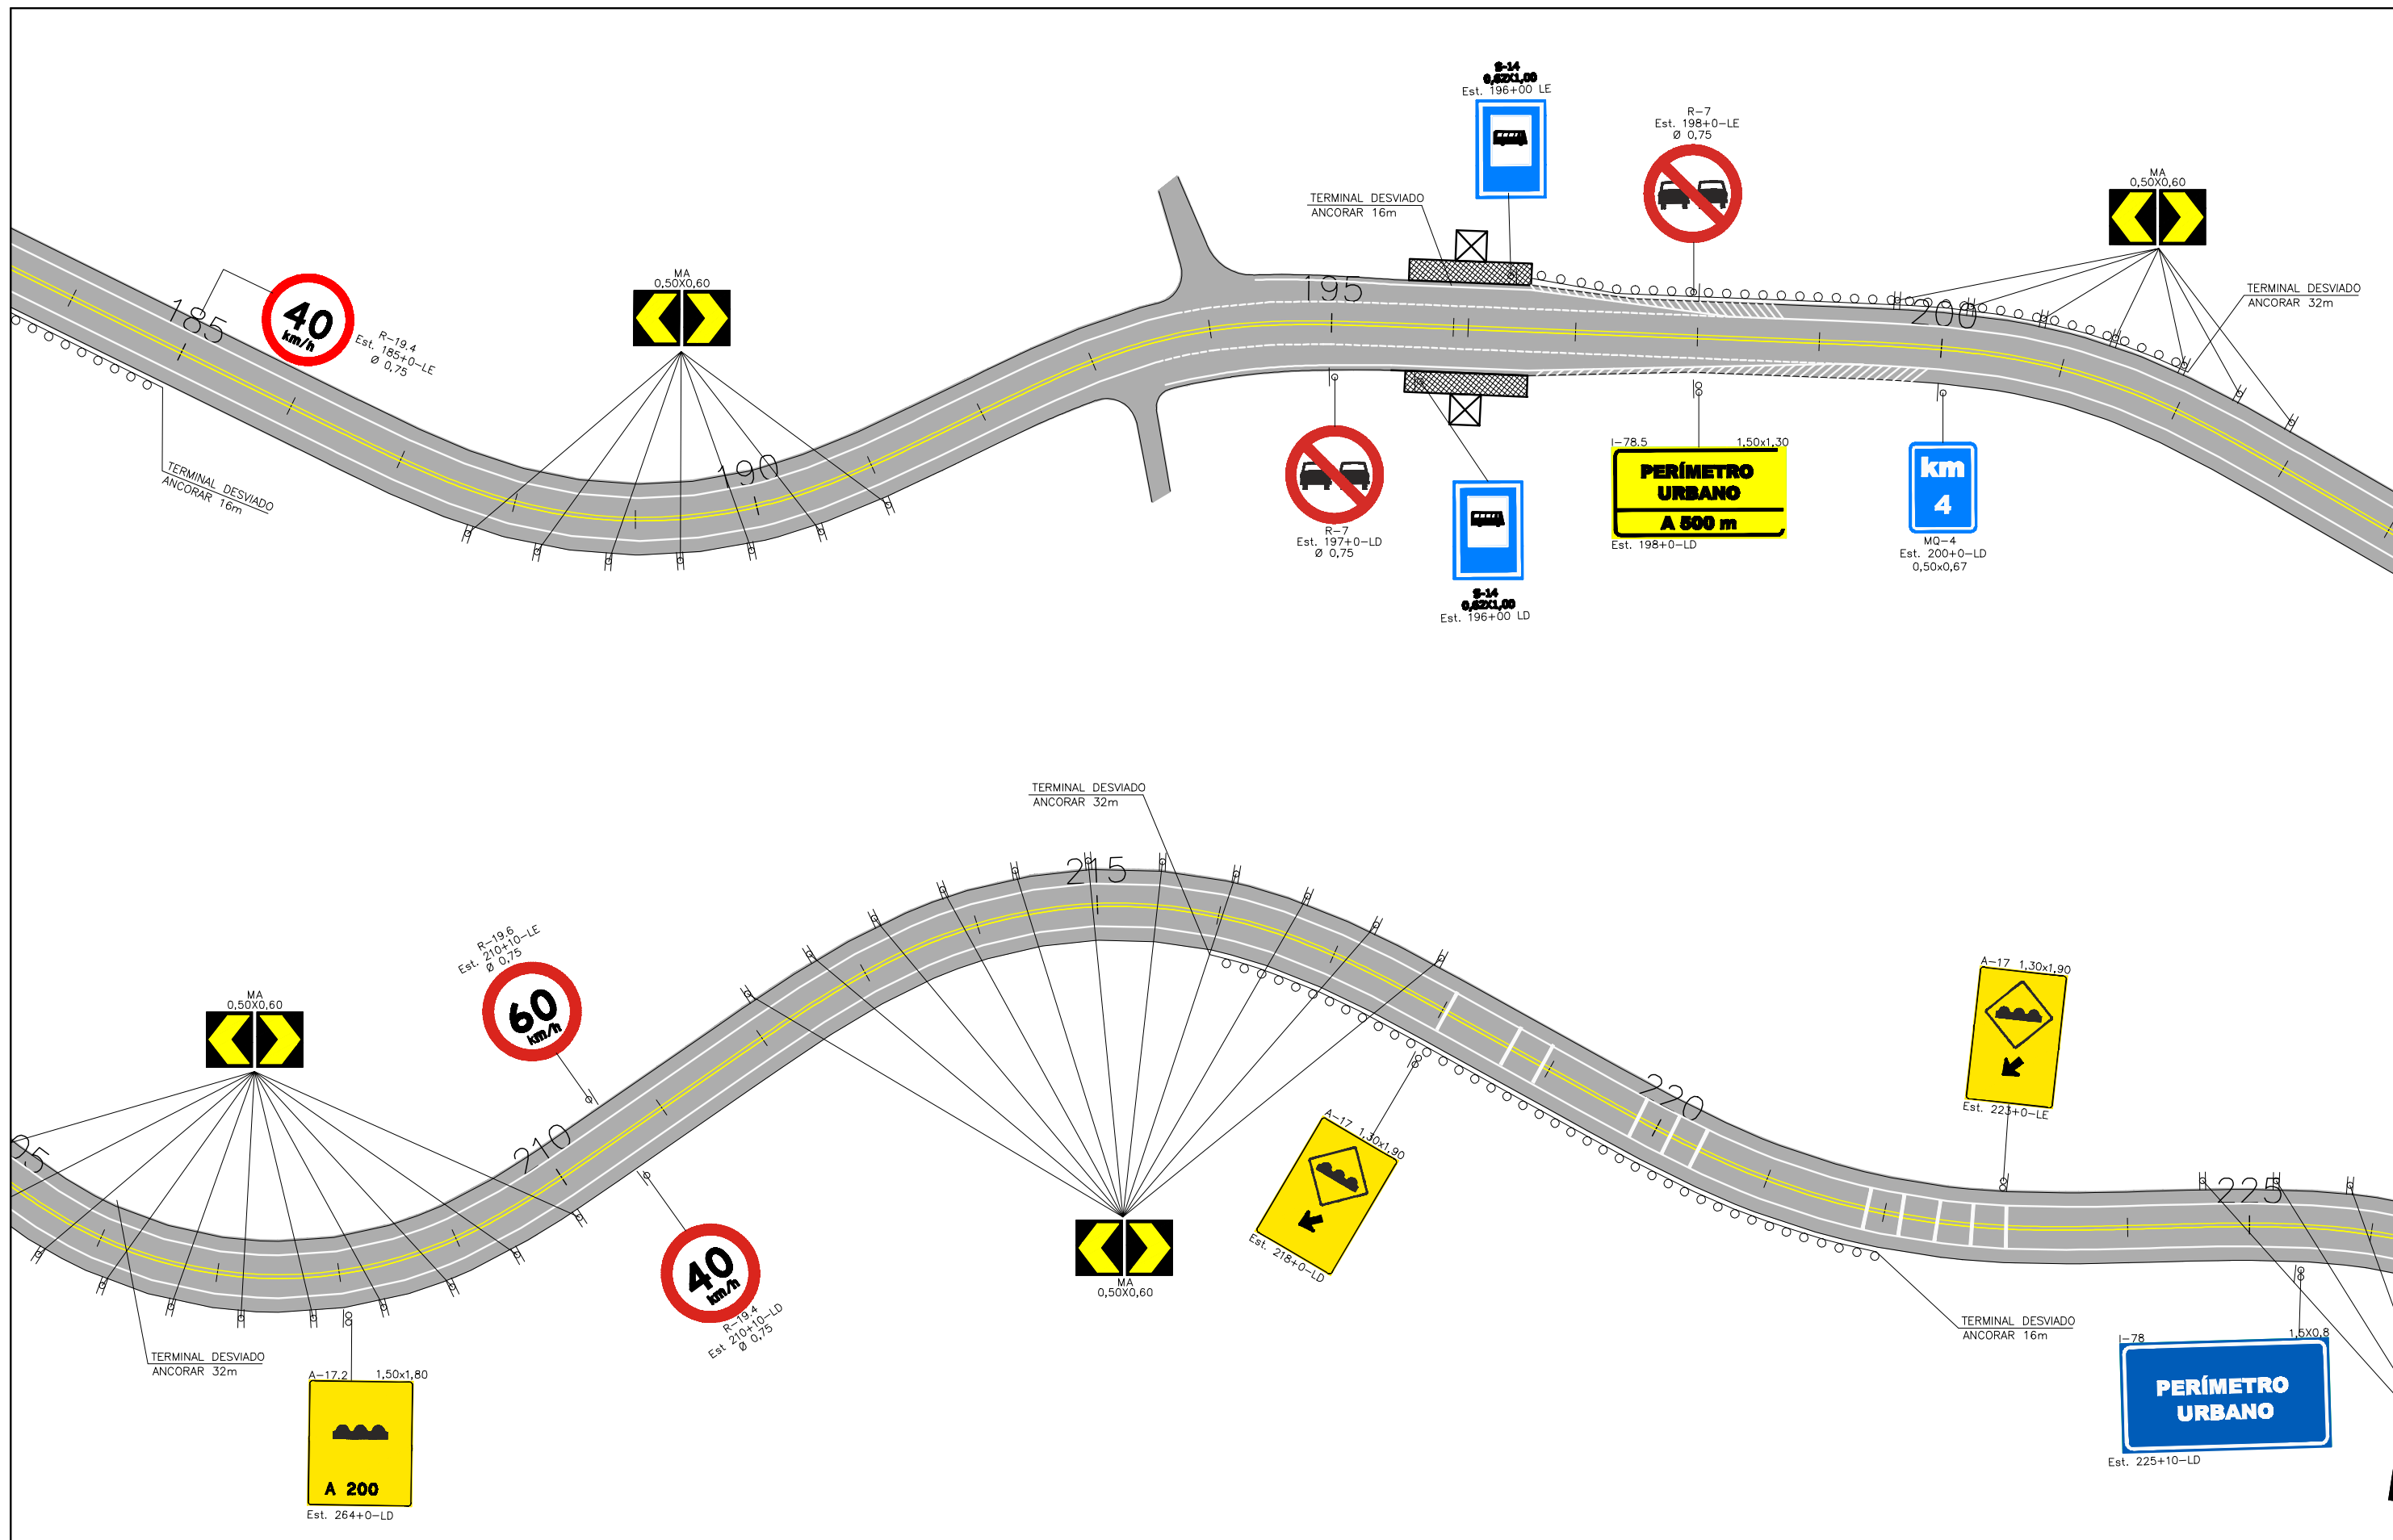 S-14
0,62X1,00
Est. 196+00 LE
R-7
Est. 198+0-LE
Ø 0,75
TERMINAL DESVIADO
ANCORAR 16m
MA
0,50X0,60
TERMINAL DESVIADO
ANCORAR 32m
MA
0,50X0,60
185
40
km/h
R-19.4
Est. 185+0-LE
Ø 0,75
190
195
200
TERMINAL DESVIADO
ANCORAR 16m
R-7
Est. 197+0-LD
Ø 0,75
S-14
0,62X1,00
Est. 196+00 LD
I-78.5 1,50x1,30
PERÍMETRO
URBANO
A 500 m
Est. 198+0-LD
km
4
MQ-4
Est. 200+0-LD
0,50x0,67
TERMINAL DESVIADO
ANCORAR 32m
215
R-19.6
Est. 210+10-LE
Ø 0,75
60
km/h
MA
0,50X0,60
05
210
40
km/h
R-19.4
Est 210+10-LD
Ø 0,75
TERMINAL DESVIADO
ANCORAR 32m
A-17.2 1,50x1,80
A 200
Est. 264+0-LD
MA
0,50X0,60
A-17 1,30x1,90
Est. 218+0-LD
220
A-17 1,30x1,90
Est. 223+0-LE
225
TERMINAL DESVIADO
ANCORAR 16m
I-78 1,5X0,8
PERÍMETRO
URBANO
Est. 225+10-LD